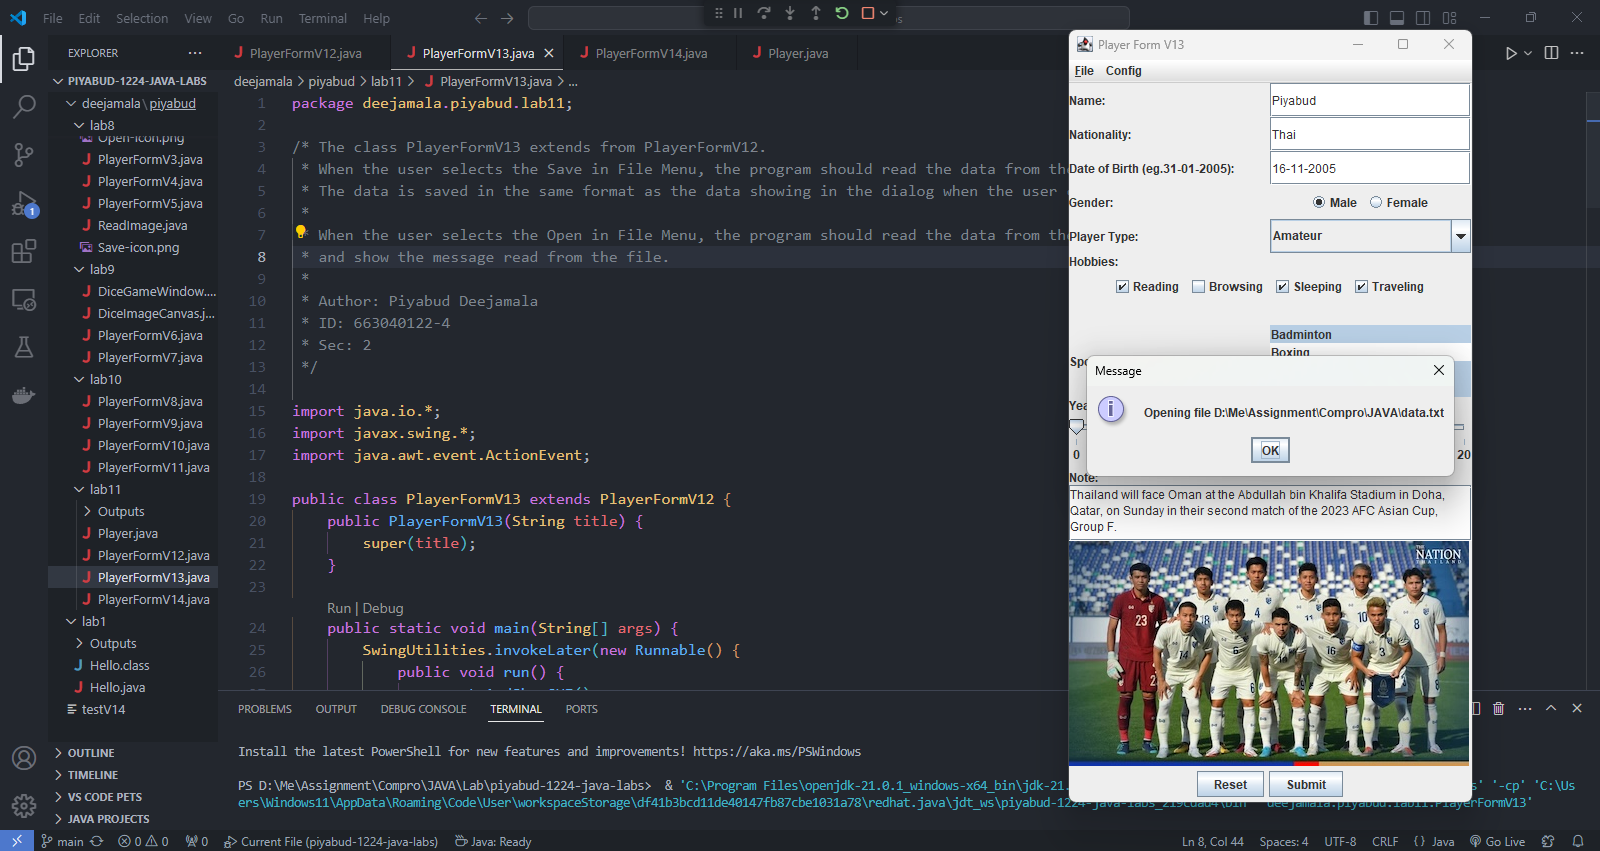 File Edit Selection View Go Run Terminal Help
EXPLORER
PIYABUD-1224-JAVA-LABS
deejamala\piyabud
lab8
Open-icon.png
PlayerFormV3.java
PlayerFormV4.java
PlayerFormV5.java
ReadImage.java
Save-icon.png
lab9
DiceGameWindow....
DiceImageCanvas.j...
PlayerFormV6.java
PlayerFormV7.java
lab10
PlayerFormV8.java
PlayerFormV9.java
PlayerFormV10.java
PlayerFormV11.java
lab11
Outputs
Player.java
PlayerFormV12.java
PlayerFormV13.java
PlayerFormV14.java
lab1
Outputs
Hello.class
Hello.java
testV14
OUTLINE
TIMELINE
VS CODE PETS
JAVA PROJECTS
1
PlayerFormV12.java PlayerFormV13.java PlayerFormV14.java Player.java
deejamala > piyabud > lab11 > PlayerFormV13.java > ...
1 package deejamala.piyabud.lab11;
2
3 /* The class PlayerFormV13 extends from PlayerFormV12.
4 * When the user selects the Save in File Menu, the program should read the data from the
5 * The data is saved in the same format as the data showing in the dialog when the user
6 *
7 * When the user selects the Open in File Menu, the program should read the data from the
8 * and show the message read from the file.
9 *
10 * Author: Piyabud Deejamala
11 * ID: 663040122-4
12 * Sec: 2
13 */
14
15 import java.io.*;
16 import javax.swing.*;
17 import java.awt.event.ActionEvent;
18
19 public class PlayerFormV13 extends PlayerFormV12 {
20 public PlayerFormV13(String title) {
21 super(title);
22 }
23
Run | Debug
24 public static void main(String[] args) {
25 SwingUtilities.invokeLater(new Runnable() {
26 public void run() {
PROBLEMS OUTPUT DEBUG CONSOLE TERMINAL PORTS
Install the latest PowerShell for new features and improvements! https://aka.ms/PSWindows
PS D:\Me\Assignment\Compro\JAVA\Lab\piyabud-1224-java-labs> & 'C:\Program Files\openjdk-21.0.1_windows-x64_bin\jdk-21. s' '-cp' 'C:\Us
ers\Windows11\AppData\Roaming\Code\User\workspaceStorage\df41b3bcd11de40147fb87cbe1031a78\redhat.java\jdt_ws\piyabud-1224-java-labs_219cdad4\bin' 'deejamala.piyabud.lab11.PlayerFormV13'
Player Form V13
File Config
Name: Piyabud
Nationality: Thai
Date of Birth (eg.31-01-2005): 16-11-2005
Gender: Male Female
Player Type: Amateur
Hobbies:
Reading Browsing Sleeping Traveling
Badminton
Boxing
Spo
Message
Opening file D:\Me\Assignment\Compro\JAVA\data.txt
OK
Yea
0 20
Note:
Thailand will face Oman at the Abdullah bin Khalifa Stadium in Doha,
Qatar, on Sunday in their second match of the 2023 AFC Asian Cup,
Group F.
THE
NATION
THAILAND
23
4
8
14
6
16
3
Reset Submit
main 0 0 0 Current File (piyabud-1224-java-labs) Java: Ready
Ln 8, Col 44 Spaces: 4 UTF-8 CRLF {} Java Go Live